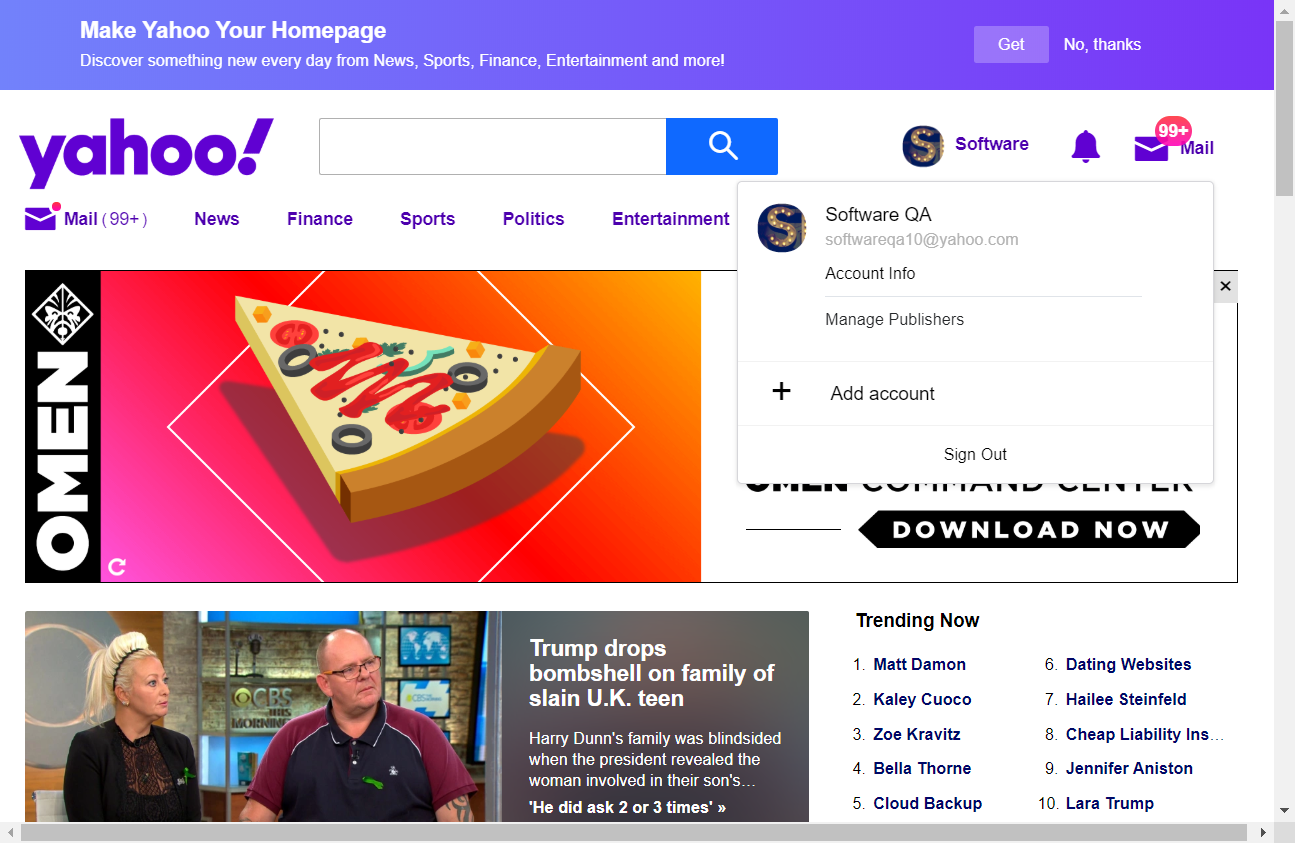 Make Yahoo Your Homepage
Discover something new every day from News, Sports, Finance, Entertainment and more!
Get
No, thanks
yahoo!
Software
99+
Mail
Mail (99+)
News
Finance
Sports
Politics
Entertainment
Software QA
softwareqa10@yahoo.com
Account Info
Manage Publishers
+ Add account
Sign Out
OMEN
OMEN COMMAND CENTER
DOWNLOAD NOW
CBS
THIS
MORNING
Trump drops
bombshell on family of
slain U.K. teen
Harry Dunn's family was blindsided
when the president revealed the
woman involved in their son's...
'He did ask 2 or 3 times' »
Trending Now
1. Matt Damon
2. Kaley Cuoco
3. Zoe Kravitz
4. Bella Thorne
5. Cloud Backup
6. Dating Websites
7. Hailee Steinfeld
8. Cheap Liability Ins...
9. Jennifer Aniston
10. Lara Trump